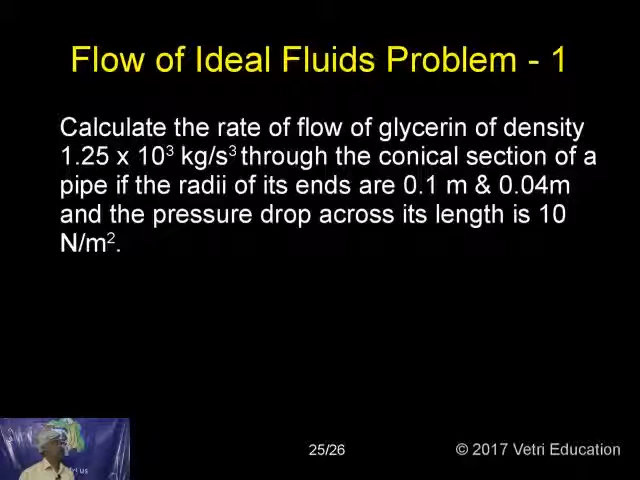 Flow of Ideal Fluids Problem - 1
Calculate the rate of flow of glycerin of density
1.25 x 10³ kg/s³ through the conical section of a
pipe if the radii of its ends are 0.1 m & 0.04m
and the pressure drop across its length is 10
N/m².
25/26
© 2017 Vetri Education